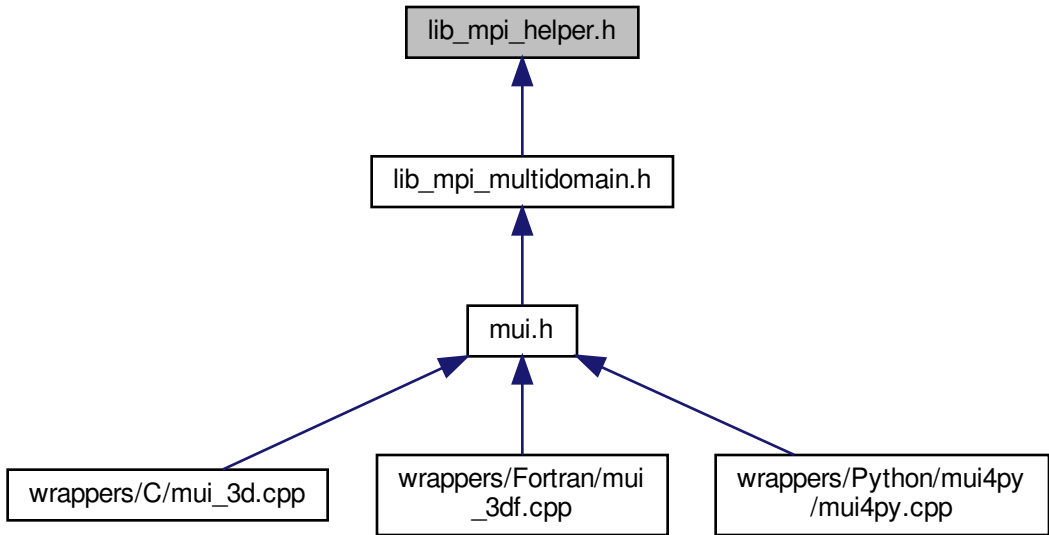 lib_mpi_helper.h
lib_mpi_multidomain.h
mui.h
wrappers/C/mui_3d.cpp
wrappers/Fortran/mui
_3df.cpp
wrappers/Python/mui4py
/mui4py.cpp